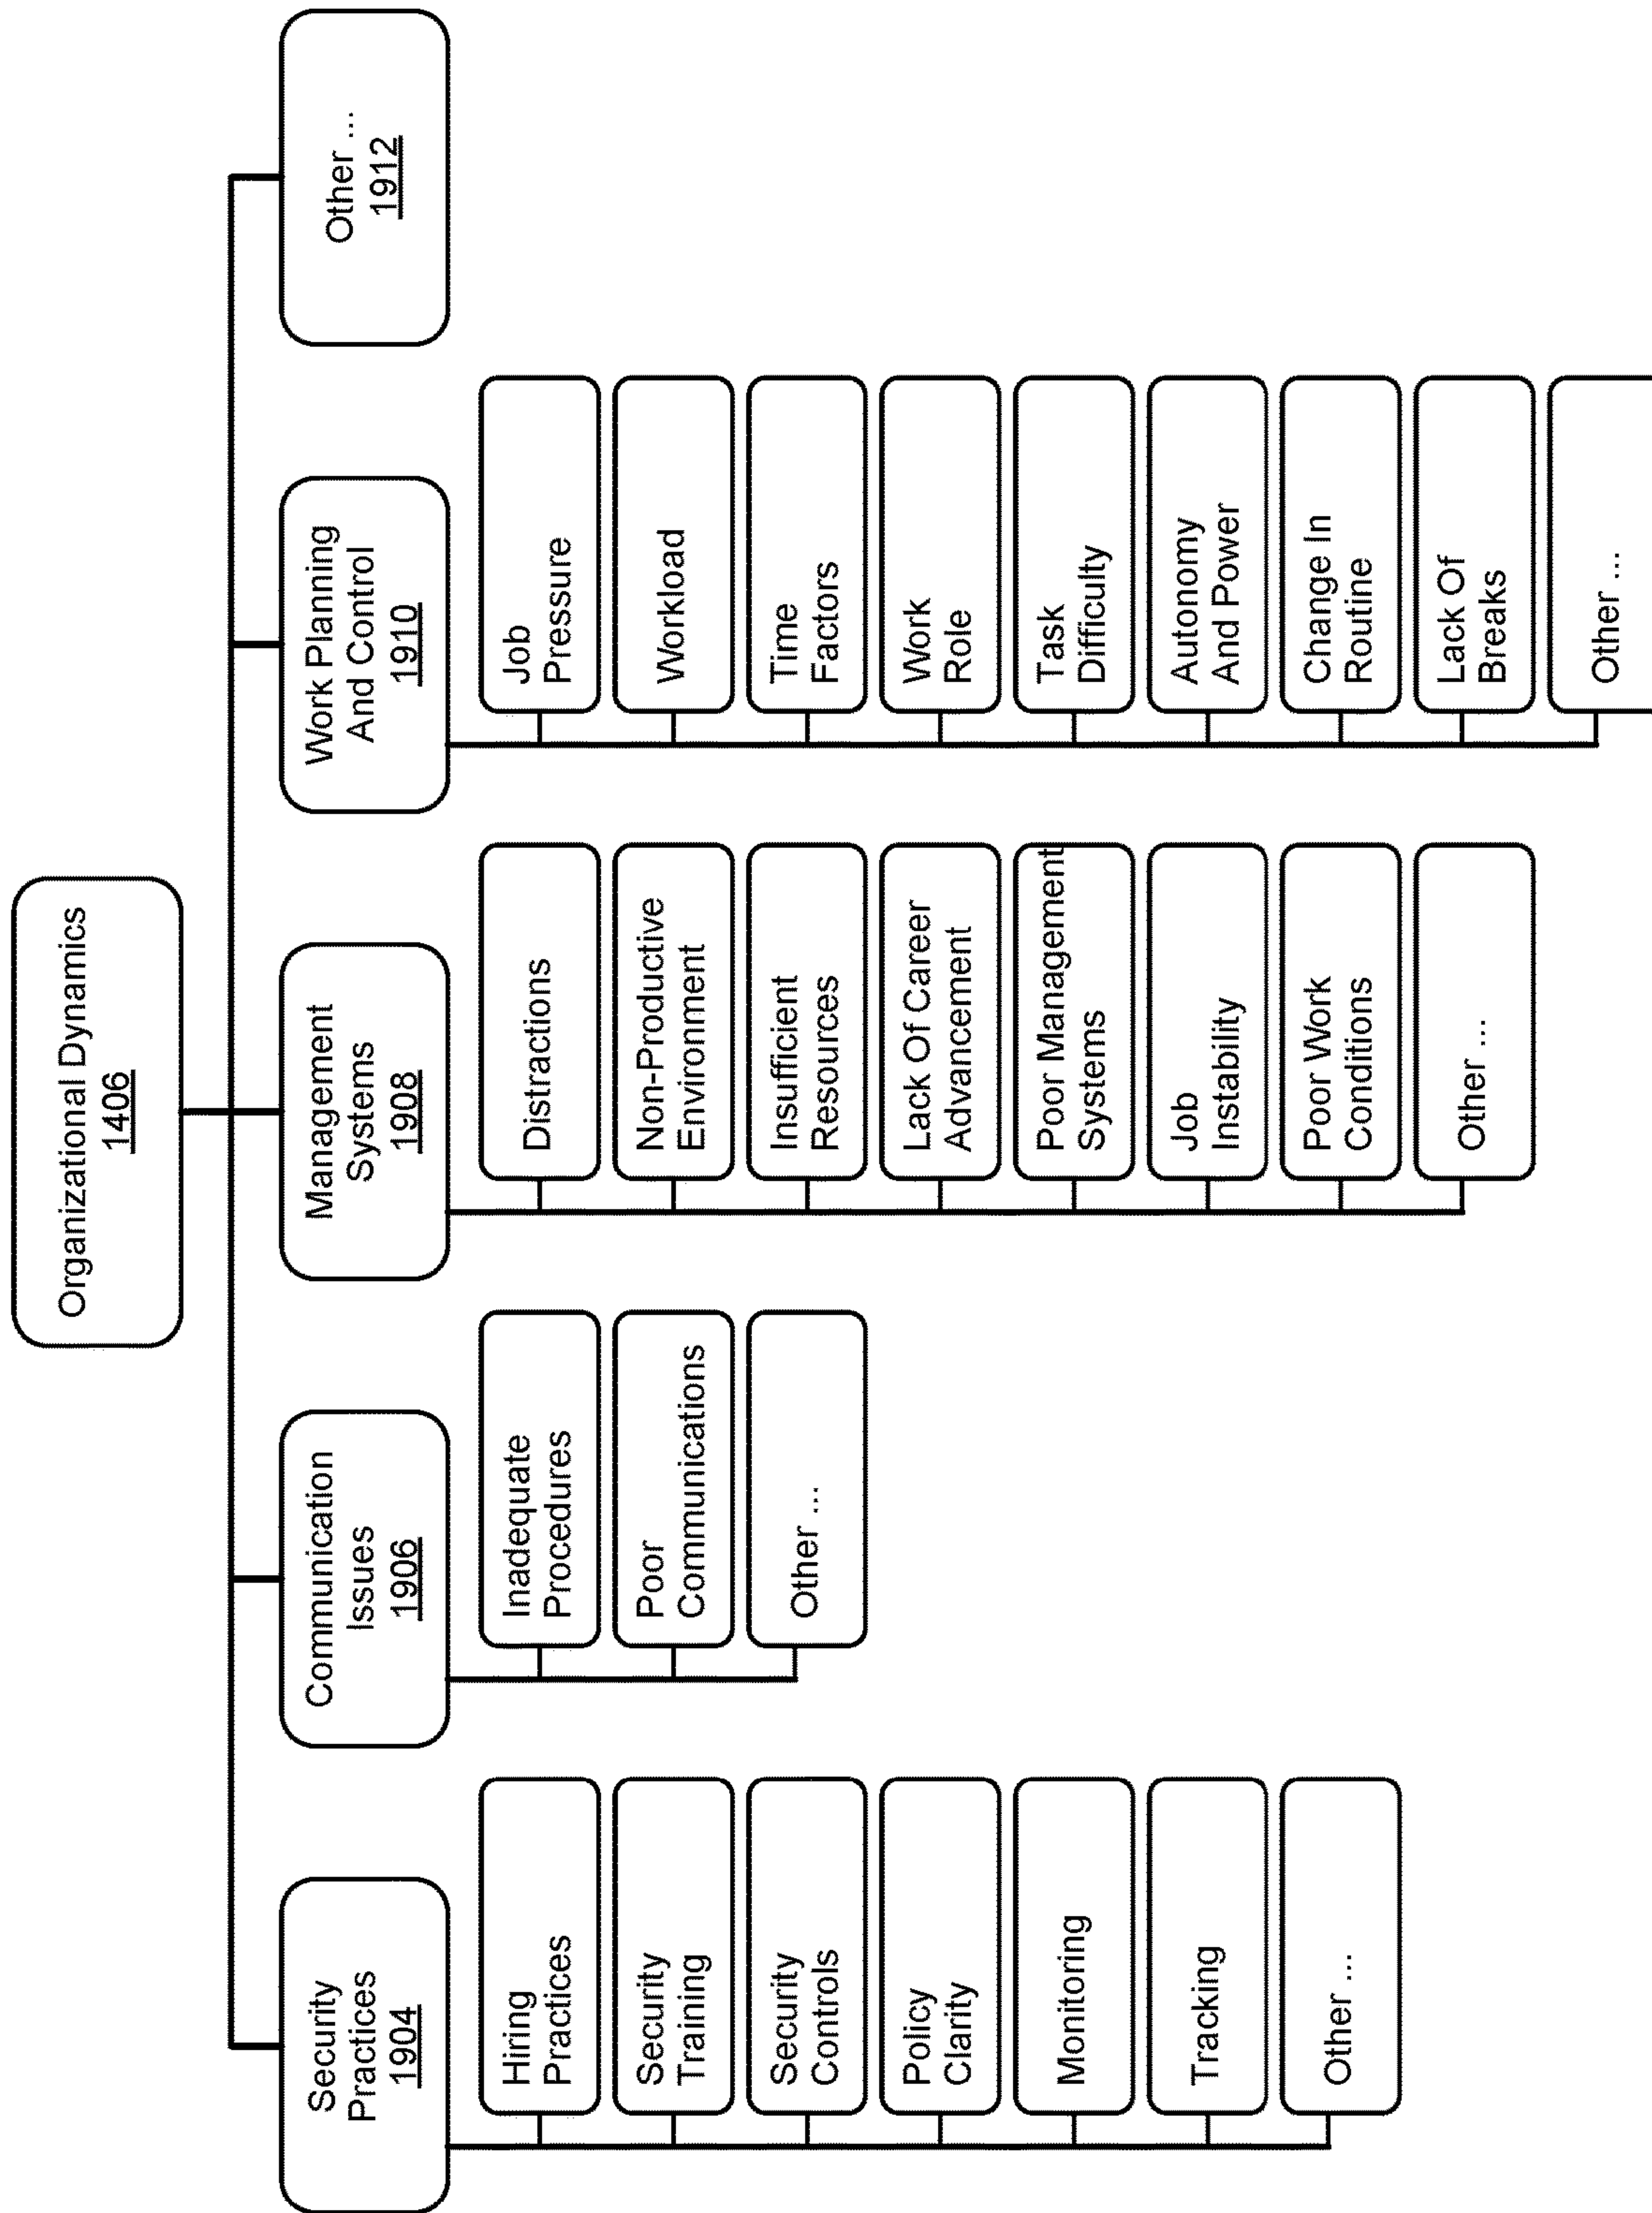 Organizational Dynamics
1406
Security
Practices
1904
Hiring
Practices
Security
Training
Security
Controls
Policy
Clarity
Monitoring
Tracking
Other ...
Communication
Issues
1906
Inadequate
Procedures
Poor
Communications
Other ...
Management
Systems
1908
Distractions
Non-Productive
Environment
Insufficient
Resources
Lack Of Career
Advancement
Poor Management
Systems
Job
Instability
Poor Work
Conditions
Other ...
Work Planning
And Control
1910
Job
Pressure
Workload
Time
Factors
Work
Role
Task
Difficulty
Autonomy
And Power
Change In
Routine
Lack Of
Breaks
Other ...
Other ...
1912